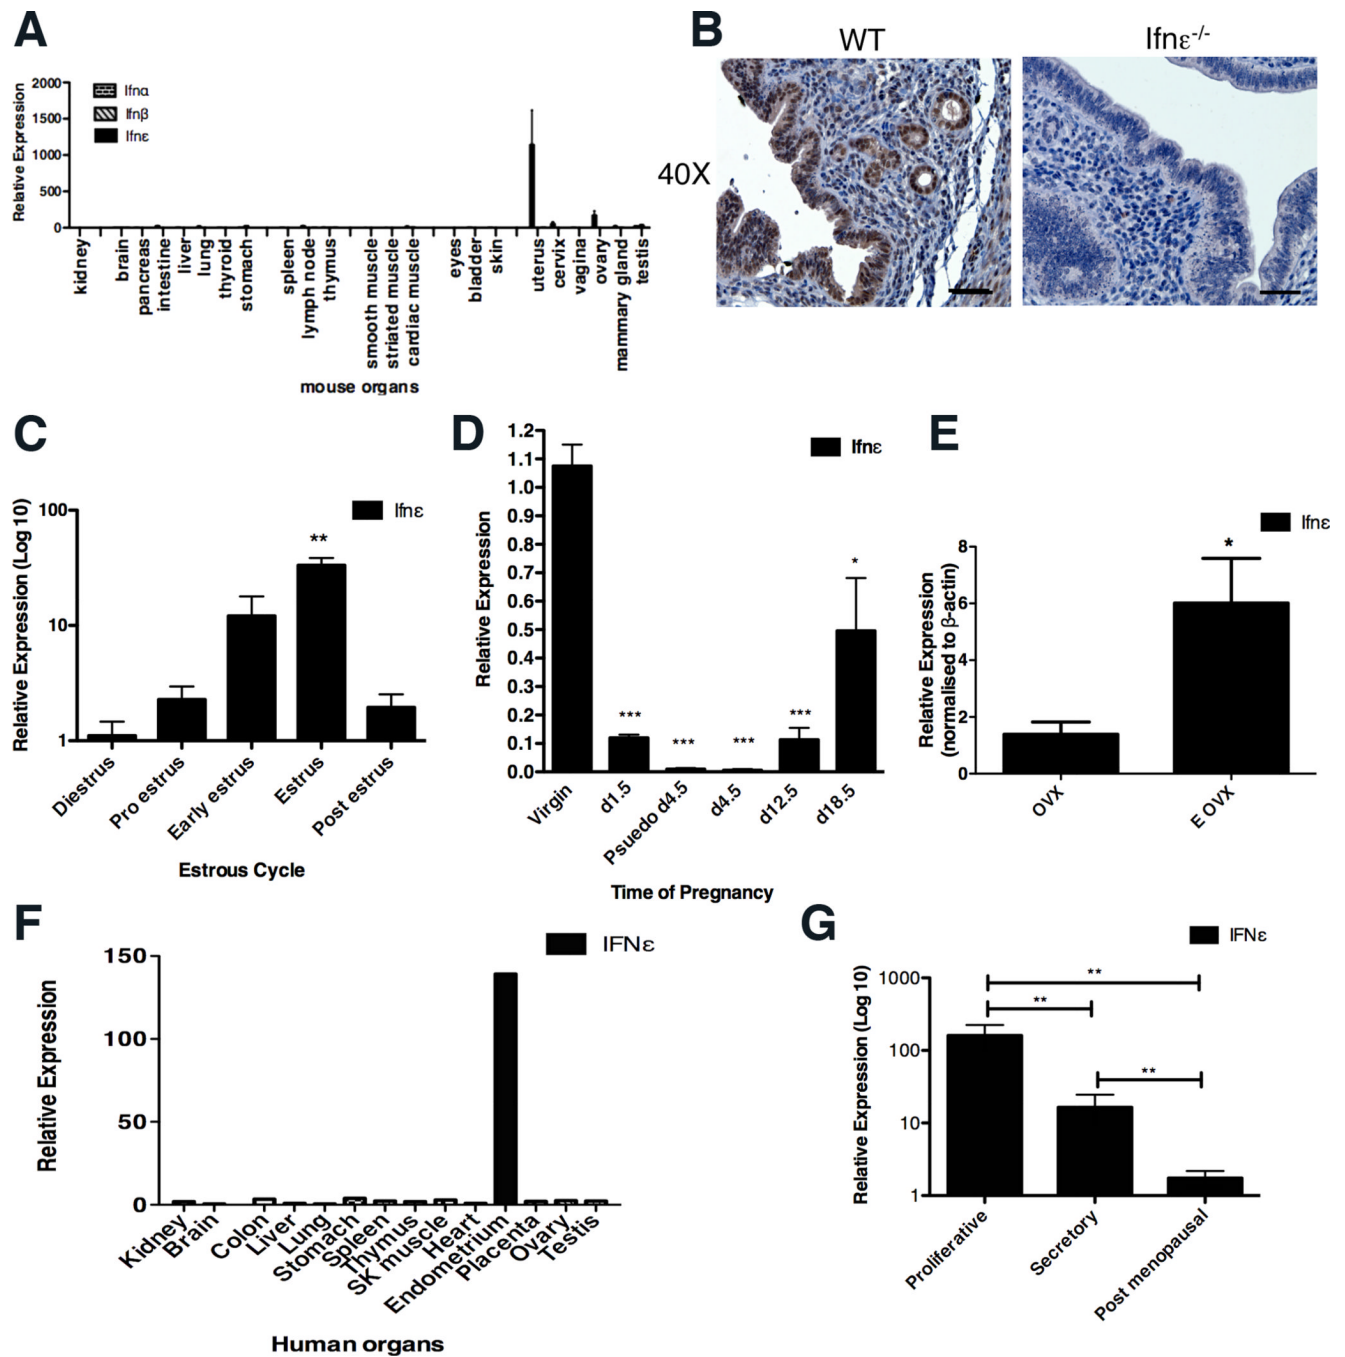 A
2000
1500
1000
500
0
Relative Expression
Ifnα
Ifnβ
Ifnε
kidney
brain
pancreas
intestine
liver
lung
thyroid
stomach
spleen
lymph node
thymus
smooth muscle
striated muscle
cardiac muscle
eyes
bladder
skin
uterus
cervix
vagina
ovary
mammary gland
testis
mouse organs
B
WT
Ifnε-/-
40X
C
Relative Expression (Log10)
100
10
1
Ifnε
**
Diestrus
Pro estrus
Early estrus
Estrus
Post estrus
Estrous Cycle
D
Relative Expression
1.2
1.1
1.0
0.9
0.8
0.7
0.6
0.5
0.4
0.3
0.2
0.1
0.0
Ifnε
***
***
***
***
*
Virgin
d1.5
Psuedo d4.5
d4.5
d12.5
d18.5
Time of Pregnancy
E
Relative Expression
(normalised to β-actin)
8
6
4
2
0
Ifnε
*
OVX
E OVX
F
Relative Expression
150
100
50
0
IFNε
Kidney
Brain
Colon
Liver
Lung
Stomach
Spleen
Thymus
SK muscle
Heart
Endometrium
Placenta
Ovary
Testis
Human organs
G
Relative Expression (Log10)
1000
100
10
1
IFNε
**
**
**
Proliferative
Secretory
Post menopausal